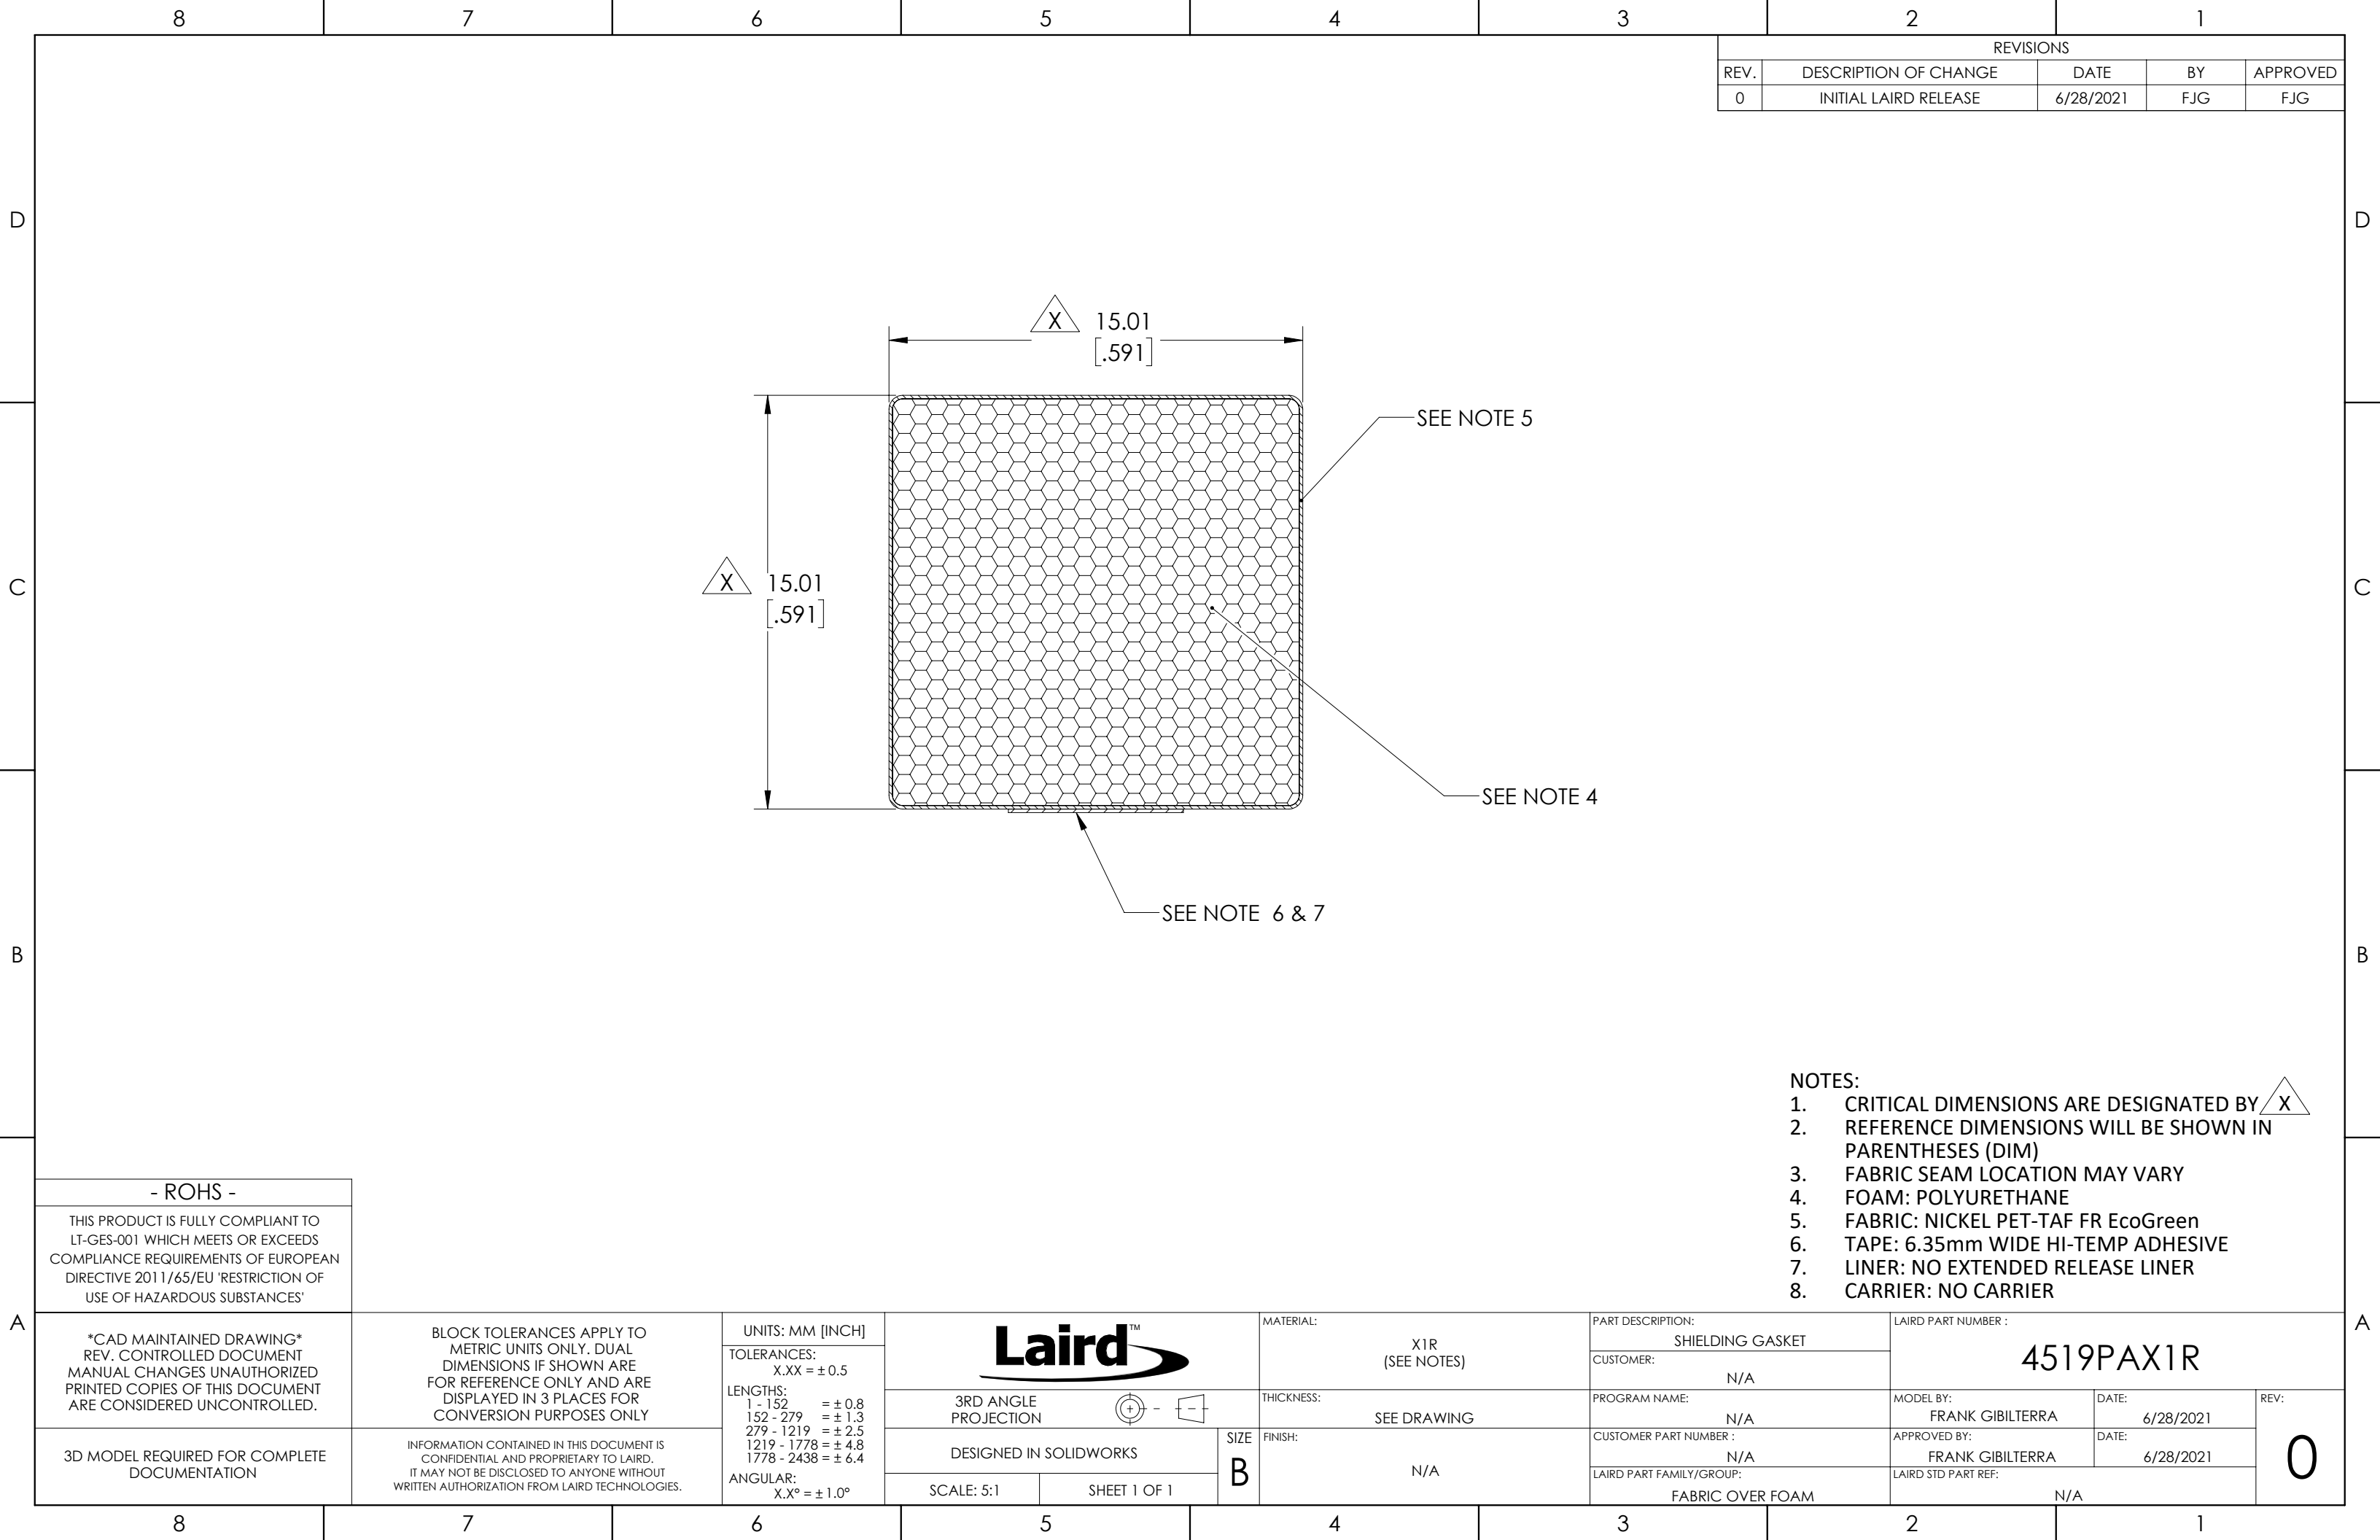 8 7 6 5 4 3 2 1
REVISIONS
REV. DESCRIPTION OF CHANGE DATE BY APPROVED
0 INITIAL LAIRD RELEASE 6/28/2021 FJG FJG
D D
X 15.01
[.591]
SEE NOTE 5
C C
X 15.01
[.591]
SEE NOTE 4
SEE NOTE 6 & 7
B B
NOTES:
1. CRITICAL DIMENSIONS ARE DESIGNATED BY X
2. REFERENCE DIMENSIONS WILL BE SHOWN IN
PARENTHESES (DIM)
3. FABRIC SEAM LOCATION MAY VARY
4. FOAM: POLYURETHANE
5. FABRIC: NICKEL PET-TAF FR EcoGreen
6. TAPE: 6.35mm WIDE HI-TEMP ADHESIVE
7. LINER: NO EXTENDED RELEASE LINER
8. CARRIER: NO CARRIER
- ROHS -
THIS PRODUCT IS FULLY COMPLIANT TO
LT-GES-001 WHICH MEETS OR EXCEEDS
COMPLIANCE REQUIREMENTS OF EUROPEAN
DIRECTIVE 2011/65/EU 'RESTRICTION OF
USE OF HAZARDOUS SUBSTANCES'
A A
*CAD MAINTAINED DRAWING*
REV. CONTROLLED DOCUMENT
MANUAL CHANGES UNAUTHORIZED
PRINTED COPIES OF THIS DOCUMENT
ARE CONSIDERED UNCONTROLLED.
3D MODEL REQUIRED FOR COMPLETE
DOCUMENTATION
BLOCK TOLERANCES APPLY TO
METRIC UNITS ONLY. DUAL
DIMENSIONS IF SHOWN ARE
FOR REFERENCE ONLY AND ARE
DISPLAYED IN 3 PLACES FOR
CONVERSION PURPOSES ONLY
INFORMATION CONTAINED IN THIS DOCUMENT IS
CONFIDENTIAL AND PROPRIETARY TO LAIRD.
IT MAY NOT BE DISCLOSED TO ANYONE WITHOUT
WRITTEN AUTHORIZATION FROM LAIRD TECHNOLOGIES.
UNITS: MM [INCH]
TOLERANCES:
X.XX = ± 0.5
LENGTHS:
1 - 152 = ± 0.8
152 - 279 = ± 1.3
279 - 1219 = ± 2.5
1219 - 1778 = ± 4.8
1778 - 2438 = ± 6.4
ANGULAR:
X.Xº = ± 1.0º
Laird™
3RD ANGLE
PROJECTION
DESIGNED IN SOLIDWORKS
SCALE: 5:1 SHEET 1 OF 1
SIZE
B
MATERIAL:
X1R
(SEE NOTES)
THICKNESS:
SEE DRAWING
FINISH:
N/A
PART DESCRIPTION:
SHIELDING GASKET
CUSTOMER:
N/A
PROGRAM NAME:
N/A
CUSTOMER PART NUMBER :
N/A
LAIRD PART FAMILY/GROUP:
FABRIC OVER FOAM
LAIRD PART NUMBER :
4519PAX1R
MODEL BY: DATE:
FRANK GIBILTERRA 6/28/2021
APPROVED BY: DATE:
FRANK GIBILTERRA 6/28/2021
LAIRD STD PART REF:
N/A
REV:
0
8 7 6 5 4 3 2 1